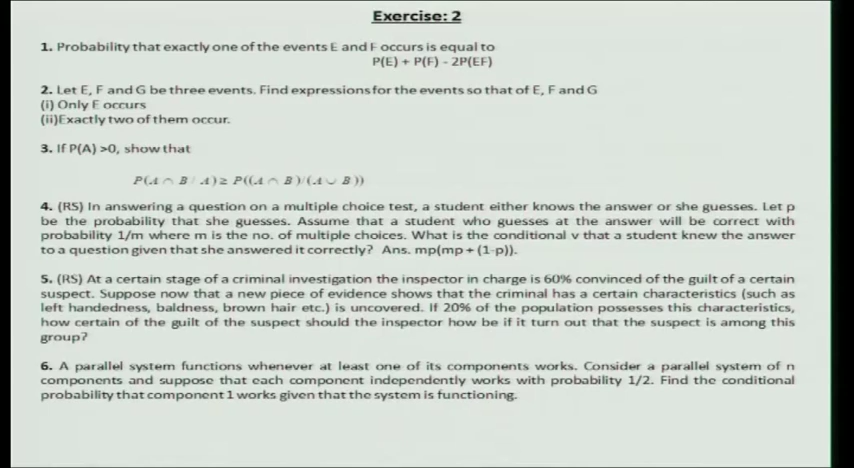 Exercise: 2
1. Probability that exactly one of the events E and F occurs is equal to
P(E) + P(F) - 2P(EF)
2. Let E, F and G be three events. Find expressions for the events so that of E, F and G
(i) Only E occurs
(ii)Exactly two of them occur.
3. If P(A) >0, show that
P(A ∩ B / A) ≥ P((A ∩ B)/(A ∪ B))
4. (RS) In answering a question on a multiple choice test, a student either knows the answer or she guesses. Let p
be the probability that she guesses. Assume that a student who guesses at the answer will be correct with
probability 1/m where m is the no. of multiple choices. What is the conditional v that a student knew the answer
to a question given that she answered it correctly? Ans. mp(mp + (1-p)).
5. (RS) At a certain stage of a criminal investigation the inspector in charge is 60% convinced of the guilt of a certain
suspect. Suppose now that a new piece of evidence shows that the criminal has a certain characteristics (such as
left handedness, baldness, brown hair etc.) is uncovered. If 20% of the population possesses this characteristics,
how certain of the guilt of the suspect should the inspector how be if it turn out that the suspect is among this
group?
6. A parallel system functions whenever at least one of its components works. Consider a parallel system of n
components and suppose that each component independently works with probability 1/2. Find the conditional
probability that component 1 works given that the system is functioning.